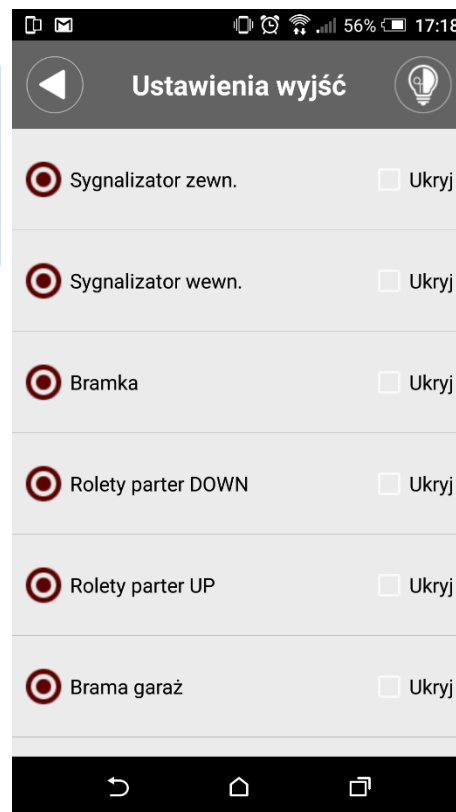 56% 17:18
Ustawienia wyjść
Sygnalizator zewn. Ukryj
Sygnalizator wewn. Ukryj
Bramka Ukryj
Rolety parter DOWN Ukryj
Rolety parter UP Ukryj
Brama garaż Ukryj